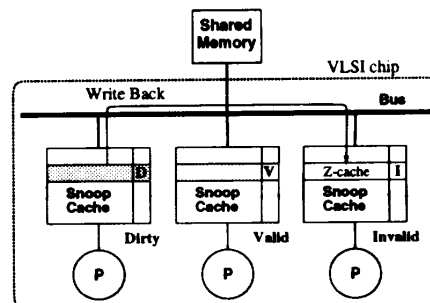 Shared
Memory
VLSI chip
Write Back
Bus
D
V
Z-cache
I
Snoop
Cache
Snoop
Cache
Snoop
Cache
Dirty
Valid
Invalid
P
P
P